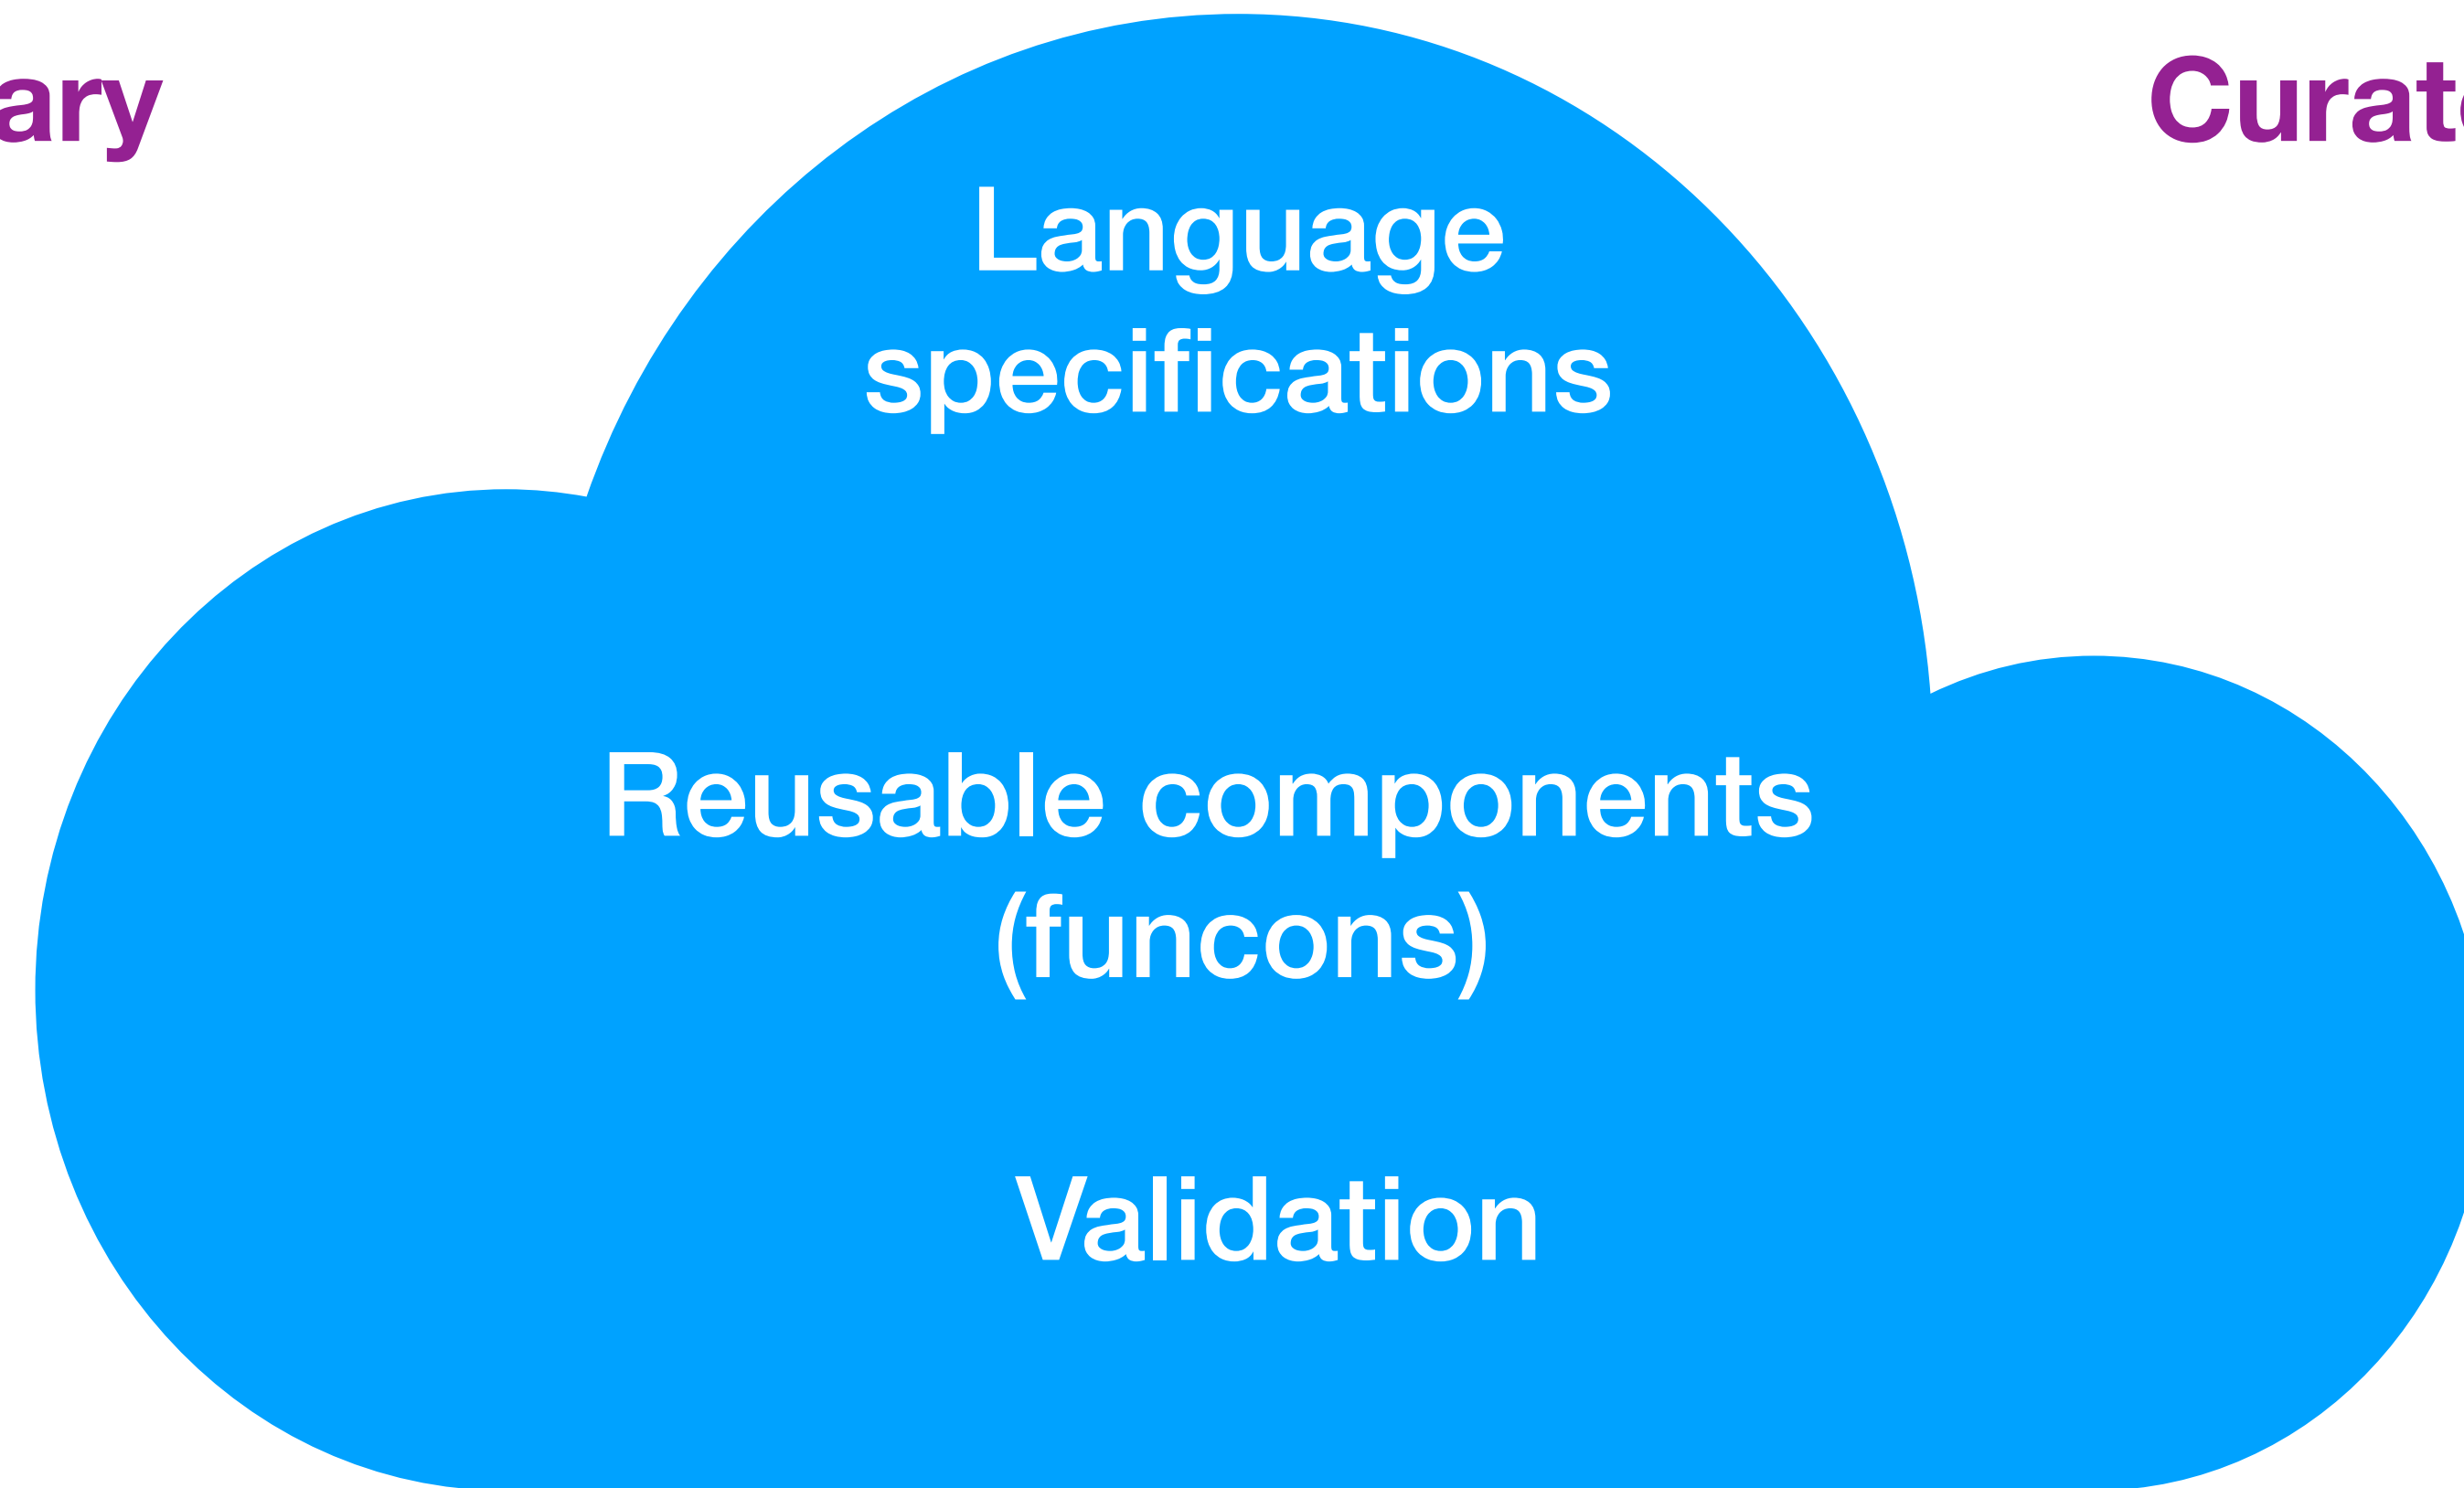 Language
specifications
Reusable components
(funcons)
Validation